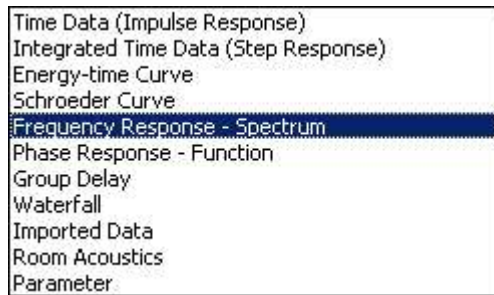 Time Data (Impulse Response)
Integrated Time Data (Step Response)
Energy-time Curve
Schroeder Curve
Frequency Response - Spectrum
Phase Response - Function
Group Delay
Waterfall
Imported Data
Room Acoustics
Parameter